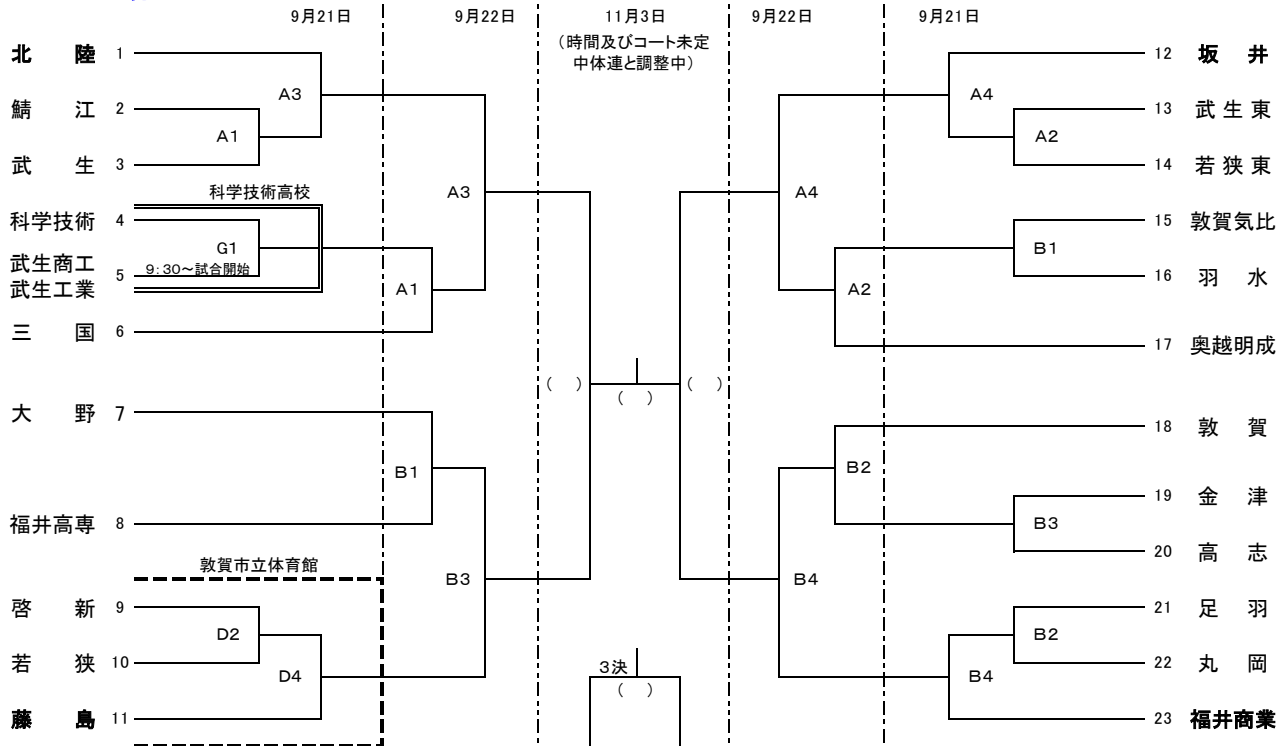 9月21日 9月22日 11月3日 9月22日 9月21日
(時間及びコート未定
中体連と調整中)
北 陸 1
鯖 江 2
武 生 3
A3
A1
科学技術高校
科学技術 4
武生商工
武生工業 5
G1
9:30～試合開始
三 国 6
A1
A3
大 野 7
福井高専 8
B1
敦賀市立体育館
啓 新 9
若 狭 10
藤 島 11
D2
D4
B3
( )
( )
( )
3決
( )
12 坂 井
13 武生東
14 若狭東
A4
A2
15 敦賀気比
16 羽 水
17 奥越明成
B1
A2
A4
18 敦 賀
19 金 津
20 高 志
B2
B3
21 足 羽
22 丸 岡
23 福井商業
B2
B4
B4